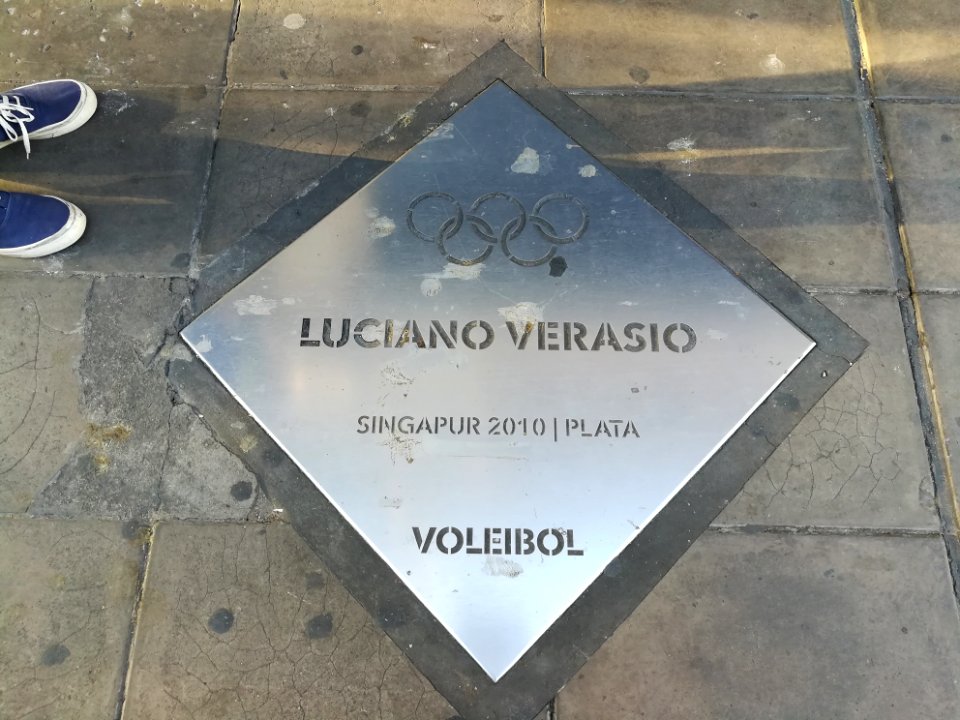 LUCIANO VERASIO
SINGAPUR 2010 | PLATA
VOLEIBOL